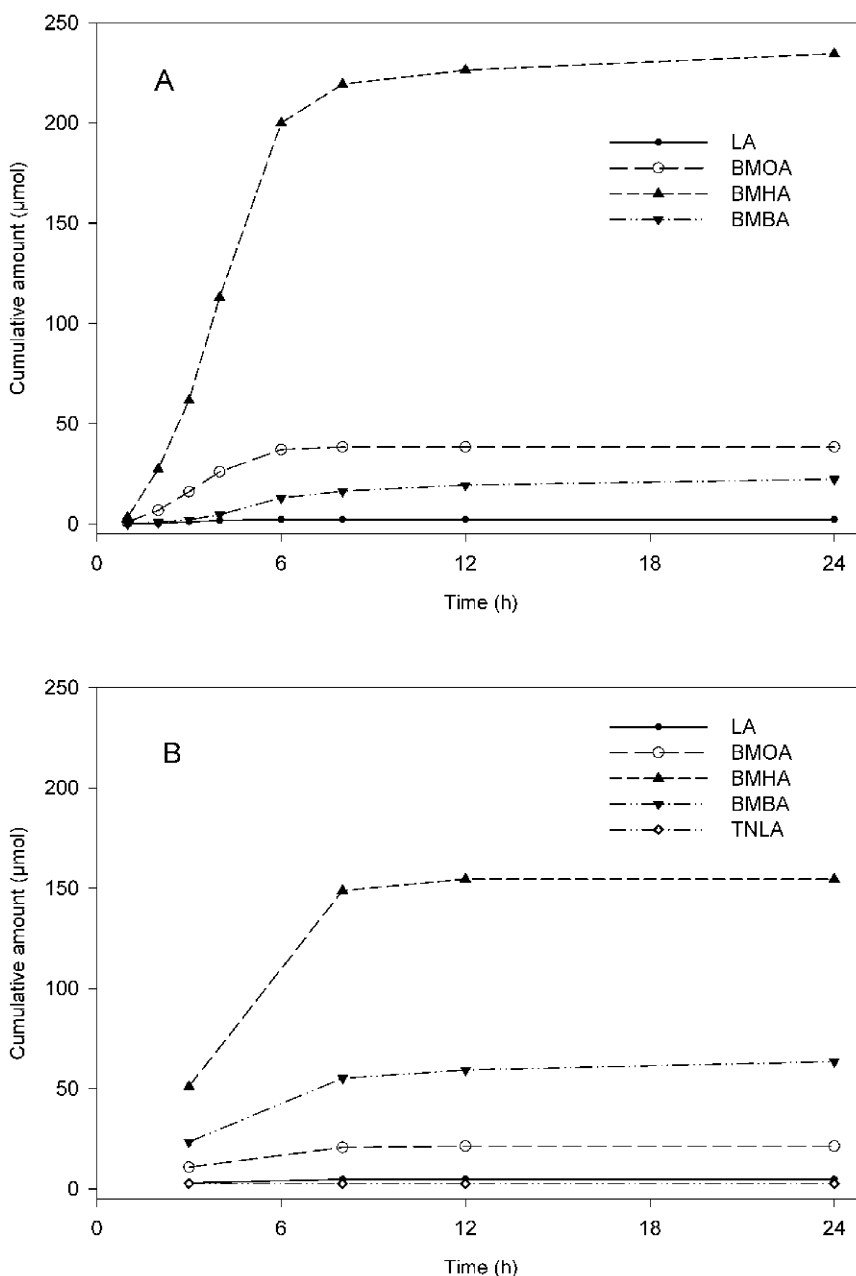 A
Cumulative amount (µmol)
250
200
150
100
50
0
LA
BMOA
BMHA
BMBA
0
6
12
18
24
Time (h)
B
Cumulative amount (µmol)
250
200
150
100
50
0
LA
BMOA
BMHA
BMBA
TNLA
0
6
12
18
24
Time (h)